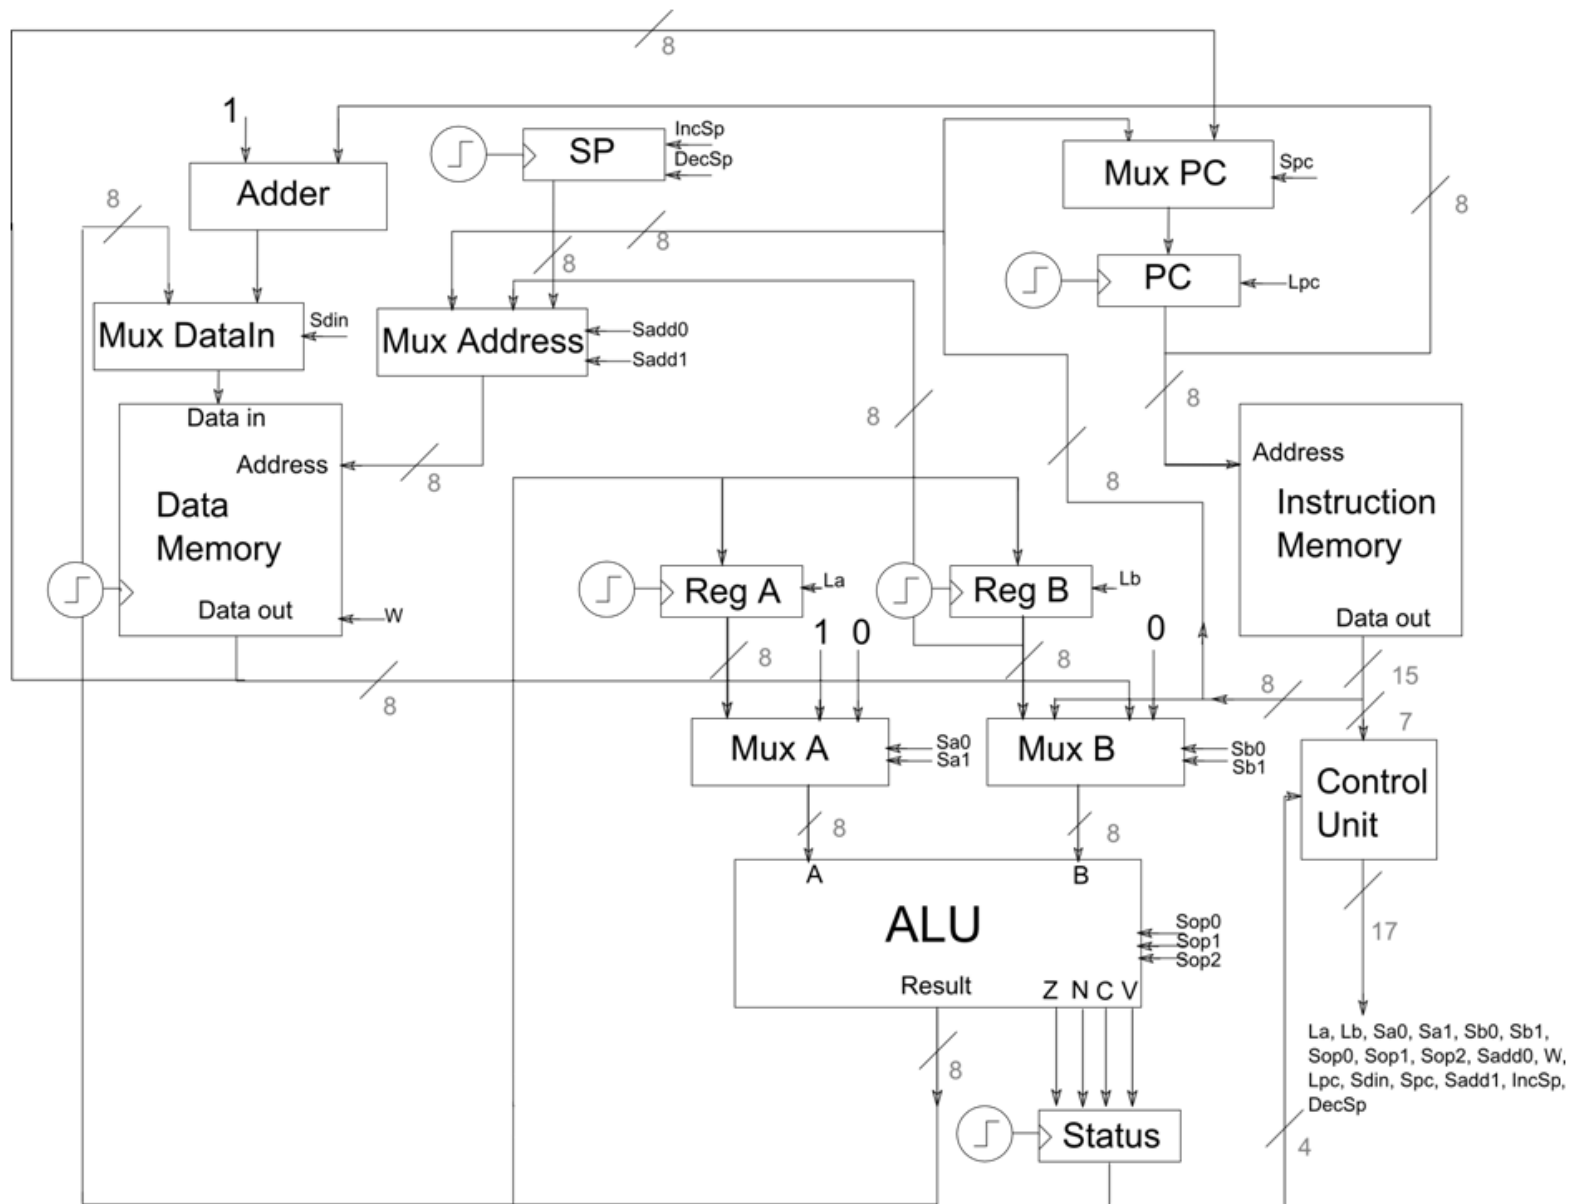 8
1
IncSp
SP
DecSp
Mux PC
Spc
Adder
8
8
8
8
PC
Lpc
Sdin
Mux DataIn
Mux Address
Sadd0
Sadd1
8
8
Data in
Address
8
8
Address
Data
Memory
Instruction
Memory
Reg A
La
Reg B
Lb
Data out
W
Data out
1 0
0
8
8
8
15
8
7
Mux A
Sa0
Sa1
Mux B
Sb0
Sb1
Control
Unit
8
8
A
B
ALU
Sop0
Sop1
Sop2
17
Result
Z N C V
La, Lb, Sa0, Sa1, Sb0, Sb1,
Sop0, Sop1, Sop2, Sadd0, W,
Lpc, Sdin, Spc, Sadd1, IncSp,
DecSp
8
Status
4